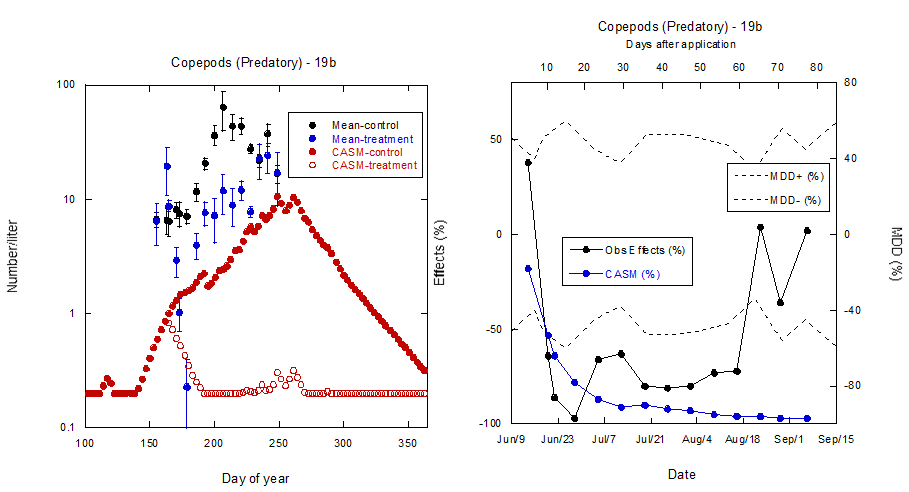 Copepods (Predatory) - 19b
100
10
1
0.1
100
150
200
250
300
350
Number/liter
Day of year
Mean-control
Mean-treatment
CASM-control
CASM-treatment
Copepods (Predatory) - 19b
Days after application
10 20 30 40 50 60 70 80
50
0
-50
-100
80
40
0
-40
-80
Effects (%)
MDD (%)
MDD+ (%)
MDD- (%)
Obs Effects (%)
CASM (%)
Jun/9 Jun/23 Jul/7 Jul/21 Aug/4 Aug/18 Sep/1 Sep/15
Date